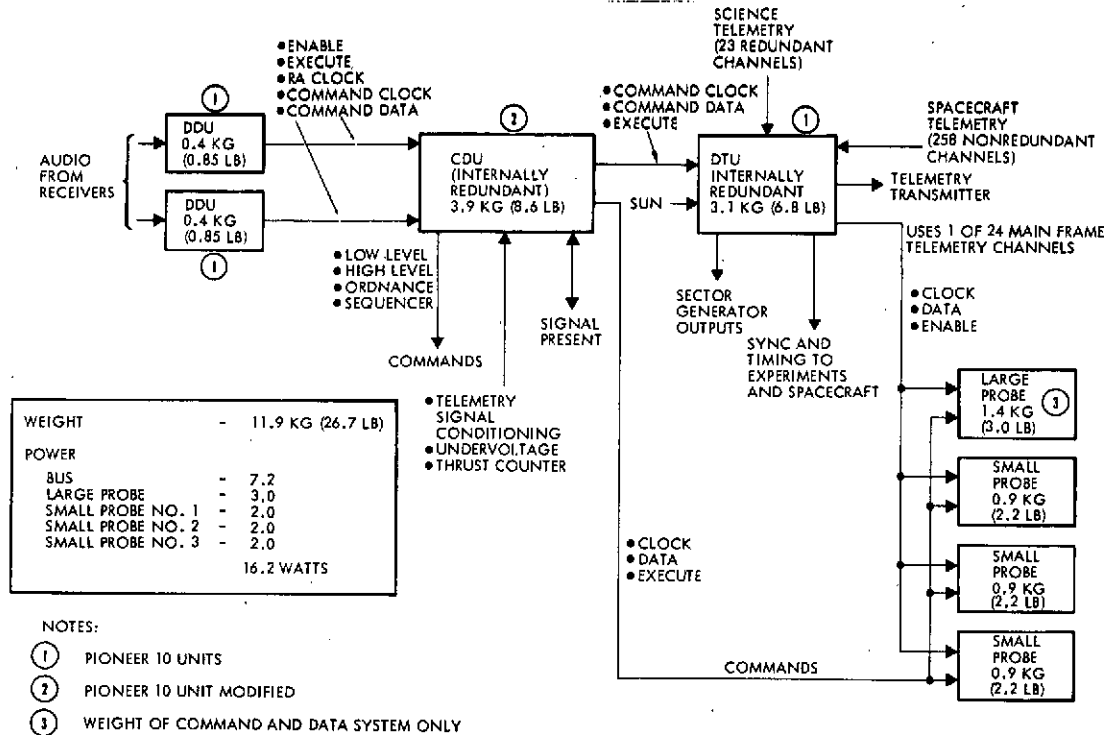 SCIENCE
TELEMETRY
(23 REDUNDANT
CHANNELS)
●ENABLE
●EXECUTE
●RA CLOCK
●COMMAND CLOCK
●COMMAND DATA
●COMMAND CLOCK
●COMMAND DATA
●EXECUTE
SPACECRAFT
TELEMETRY
(258 NONREDUNDANT
CHANNELS)
1
2
1
AUDIO
FROM
RECEIVERS
DDU
0.4 KG
(0.85 LB)
DDU
0.4 KG
(0.85 LB)
1
CDU
(INTERNALLY
REDUNDANT)
3.9 KG (8.6 LB)
SUN
DTU
INTERNALLY
REDUNDANT
3.1 KG (6.8 LB)
TELEMETRY
TRANSMITTER
USES 1 OF 24 MAIN FRAME
TELEMETRY CHANNELS
●LOW LEVEL
●HIGH LEVEL
●ORDNANCE
●SEQUENCER
COMMANDS
SIGNAL
PRESENT
SECTOR
GENERATOR
OUTPUTS
SYNC AND
TIMING TO
EXPERIMENTS
AND SPACECRAFT
●CLOCK
●DATA
●ENABLE
●TELEMETRY
SIGNAL
CONDITIONING
●UNDERVOLTAGE
●THRUST COUNTER
LARGE
PROBE
1.4 KG
(3.0 LB)
3
SMALL
PROBE
0.9 KG
(2.2 LB)
SMALL
PROBE
0.9 KG
(2.2 LB)
SMALL
PROBE
0.9 KG
(2.2 LB)
●CLOCK
●DATA
●EXECUTE
COMMANDS
WEIGHT - 11.9 KG (26.7 LB)
POWER
BUS - 7.2
LARGE PROBE - 3.0
SMALL PROBE NO. 1 - 2.0
SMALL PROBE NO. 2 - 2.0
SMALL PROBE NO. 3 - 2.0
16.2 WATTS
NOTES:
1 PIONEER 10 UNITS
2 PIONEER 10 UNIT MODIFIED
3 WEIGHT OF COMMAND AND DATA SYSTEM ONLY